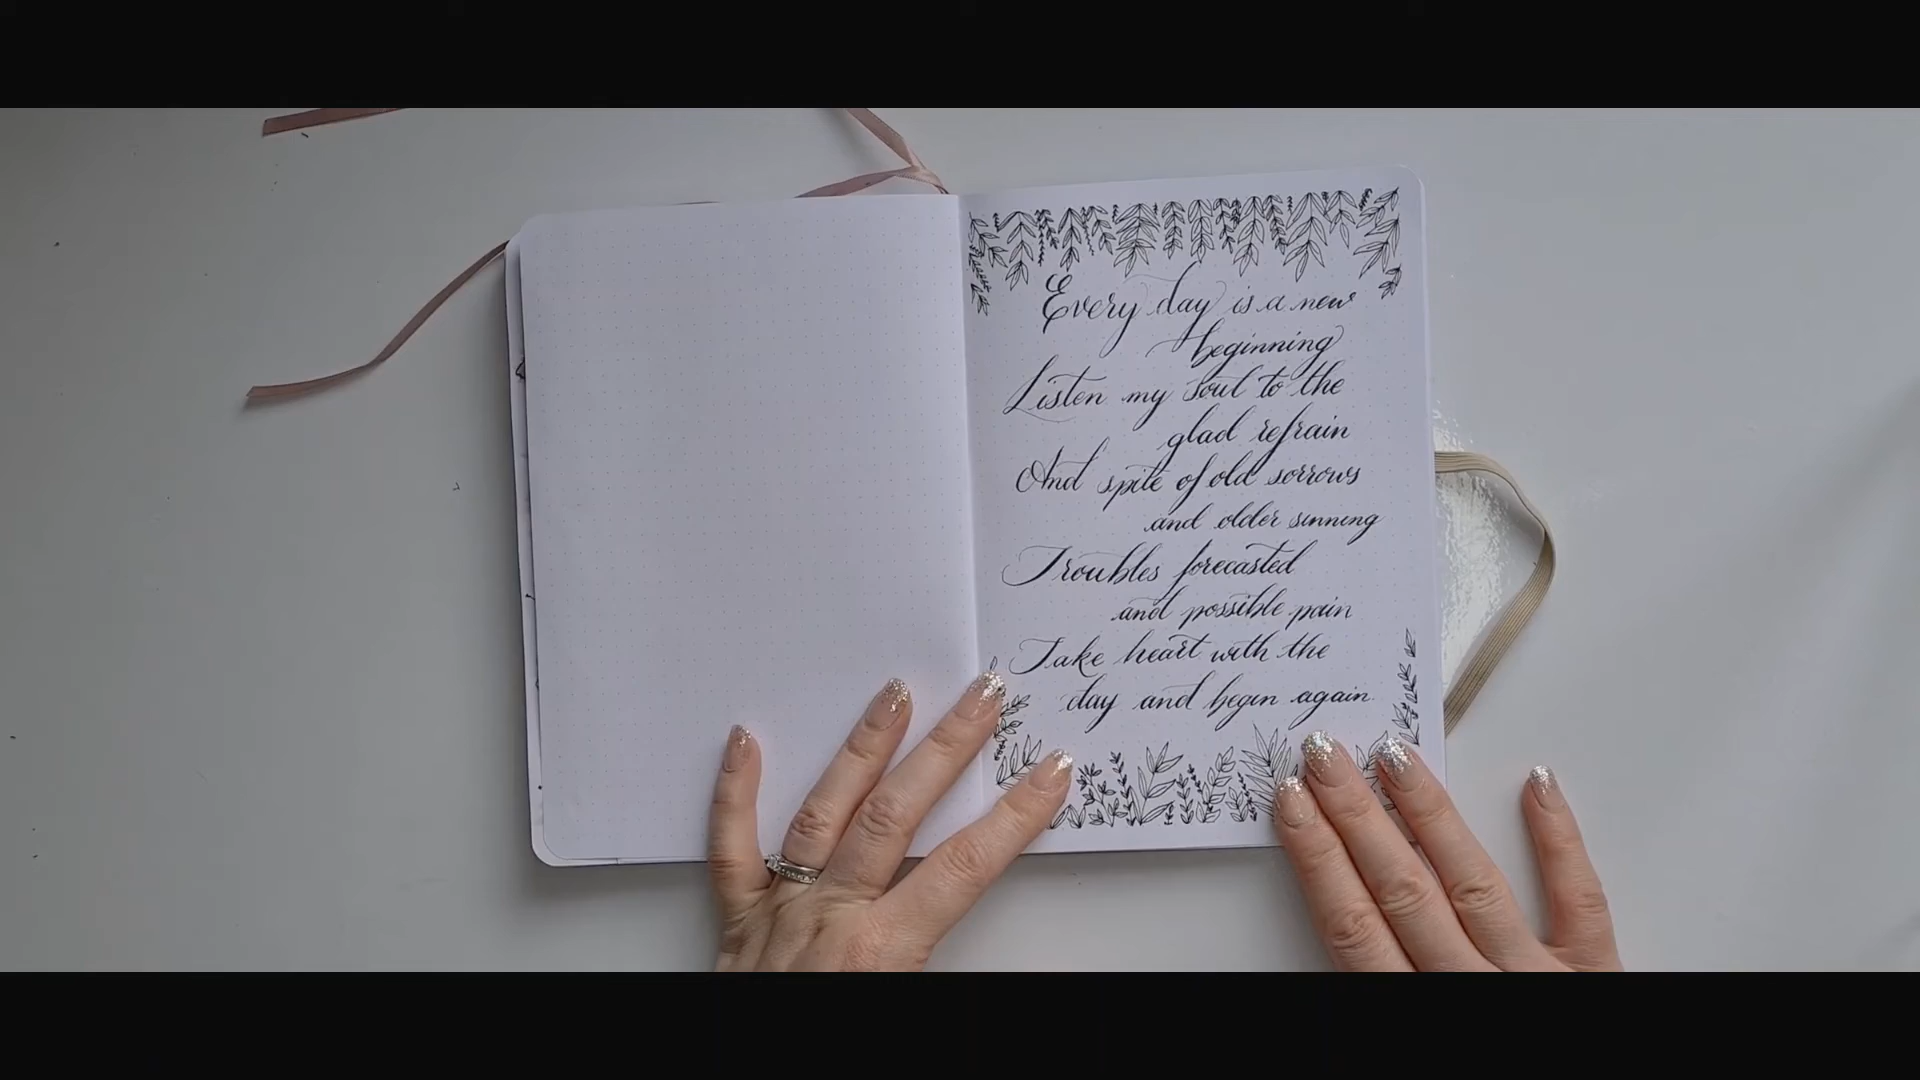 Every day is a new
beginning
Listen my soul to the
glad refrain
And spite of old sorrows
and older sinning
Troubles forecasted
and possible pain
Take heart with the
day and begin again